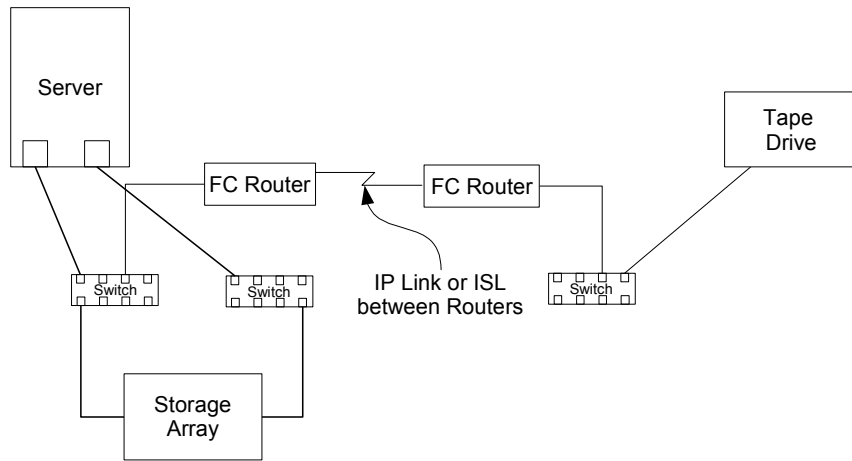 Server
Tape
Drive
FC Router
FC Router
Switch
Switch
IP Link or ISL
between Routers
Switch
Storage
Array